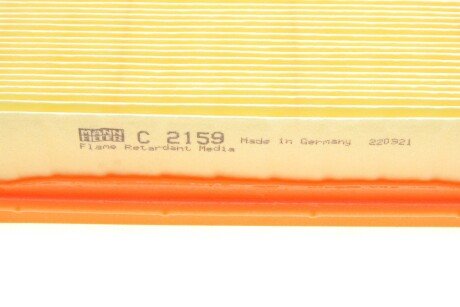 MANN FILTER C 2159 Made in Germany 220921
Flame Retardant Media